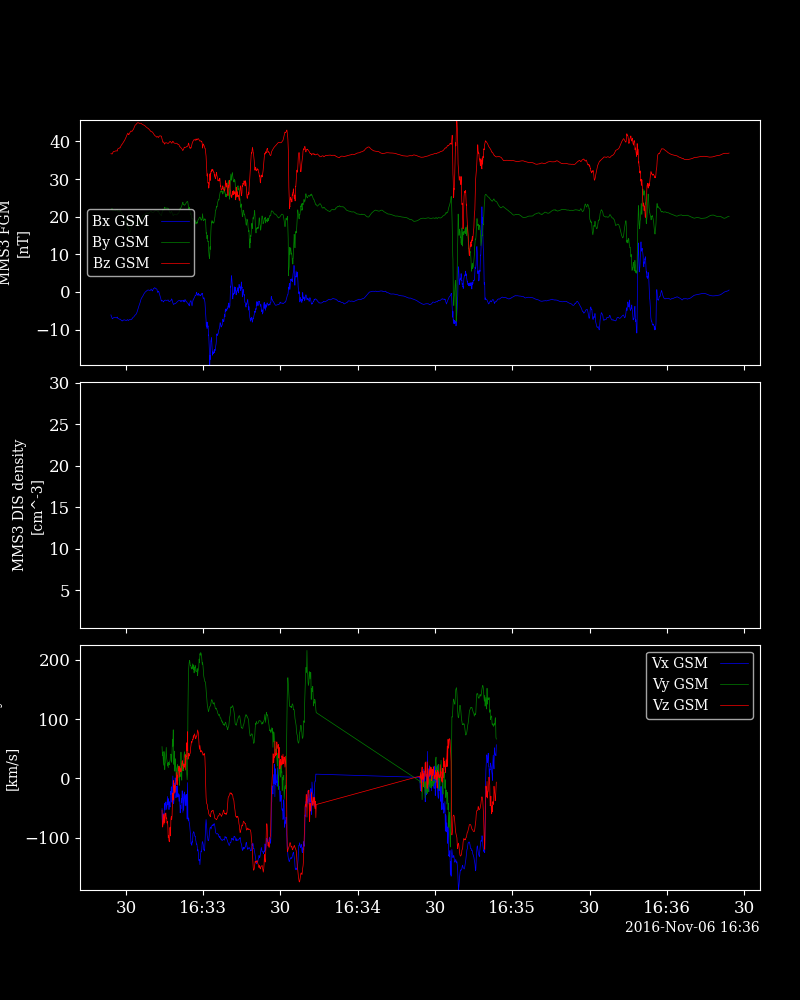 MMS3 FGM
[nT]
40
30
20
10
0
−10
Bx GSM
By GSM
Bz GSM
MMS3 DIS density
[cm^-3]
30
25
20
15
10
5
[km/s]
200
100
0
−100
Vx GSM
Vy GSM
Vz GSM
30 16:33 30 16:34 30 16:35 30 16:36 30
2016-Nov-06 16:36